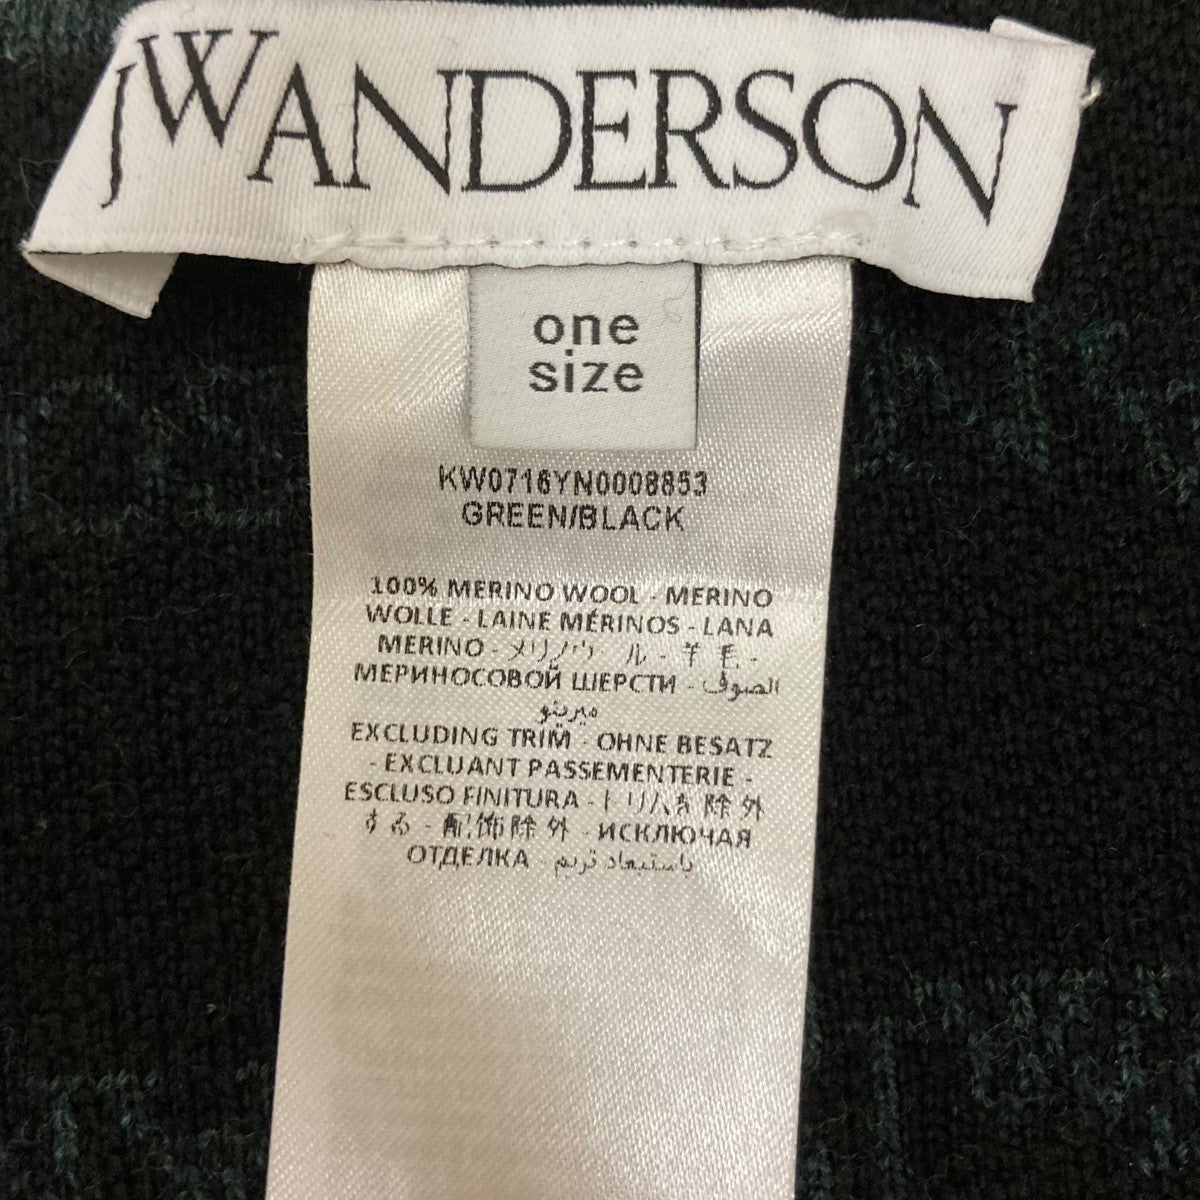 JWANDERSON
one
size
KW0716YN0008853
GREEN/BLACK
100% MERINO WOOL - MERINO
WOLLE - LAINE MÉRINOS - LANA
MERINO - メリノウール - 羊毛 -
МЕРИНОСОВОЙ ШЕРСТИ - الصوف
ميرينو
EXCLUDING TRIM - OHNE BESATZ
- EXCLUANT PASSEMENTERIE -
ESCLUSO FINITURA - トリムを除外
する - 配饰除外 - ИСКЛЮЧАЯ
ОТДЕЛКА - باستبعاد تريم